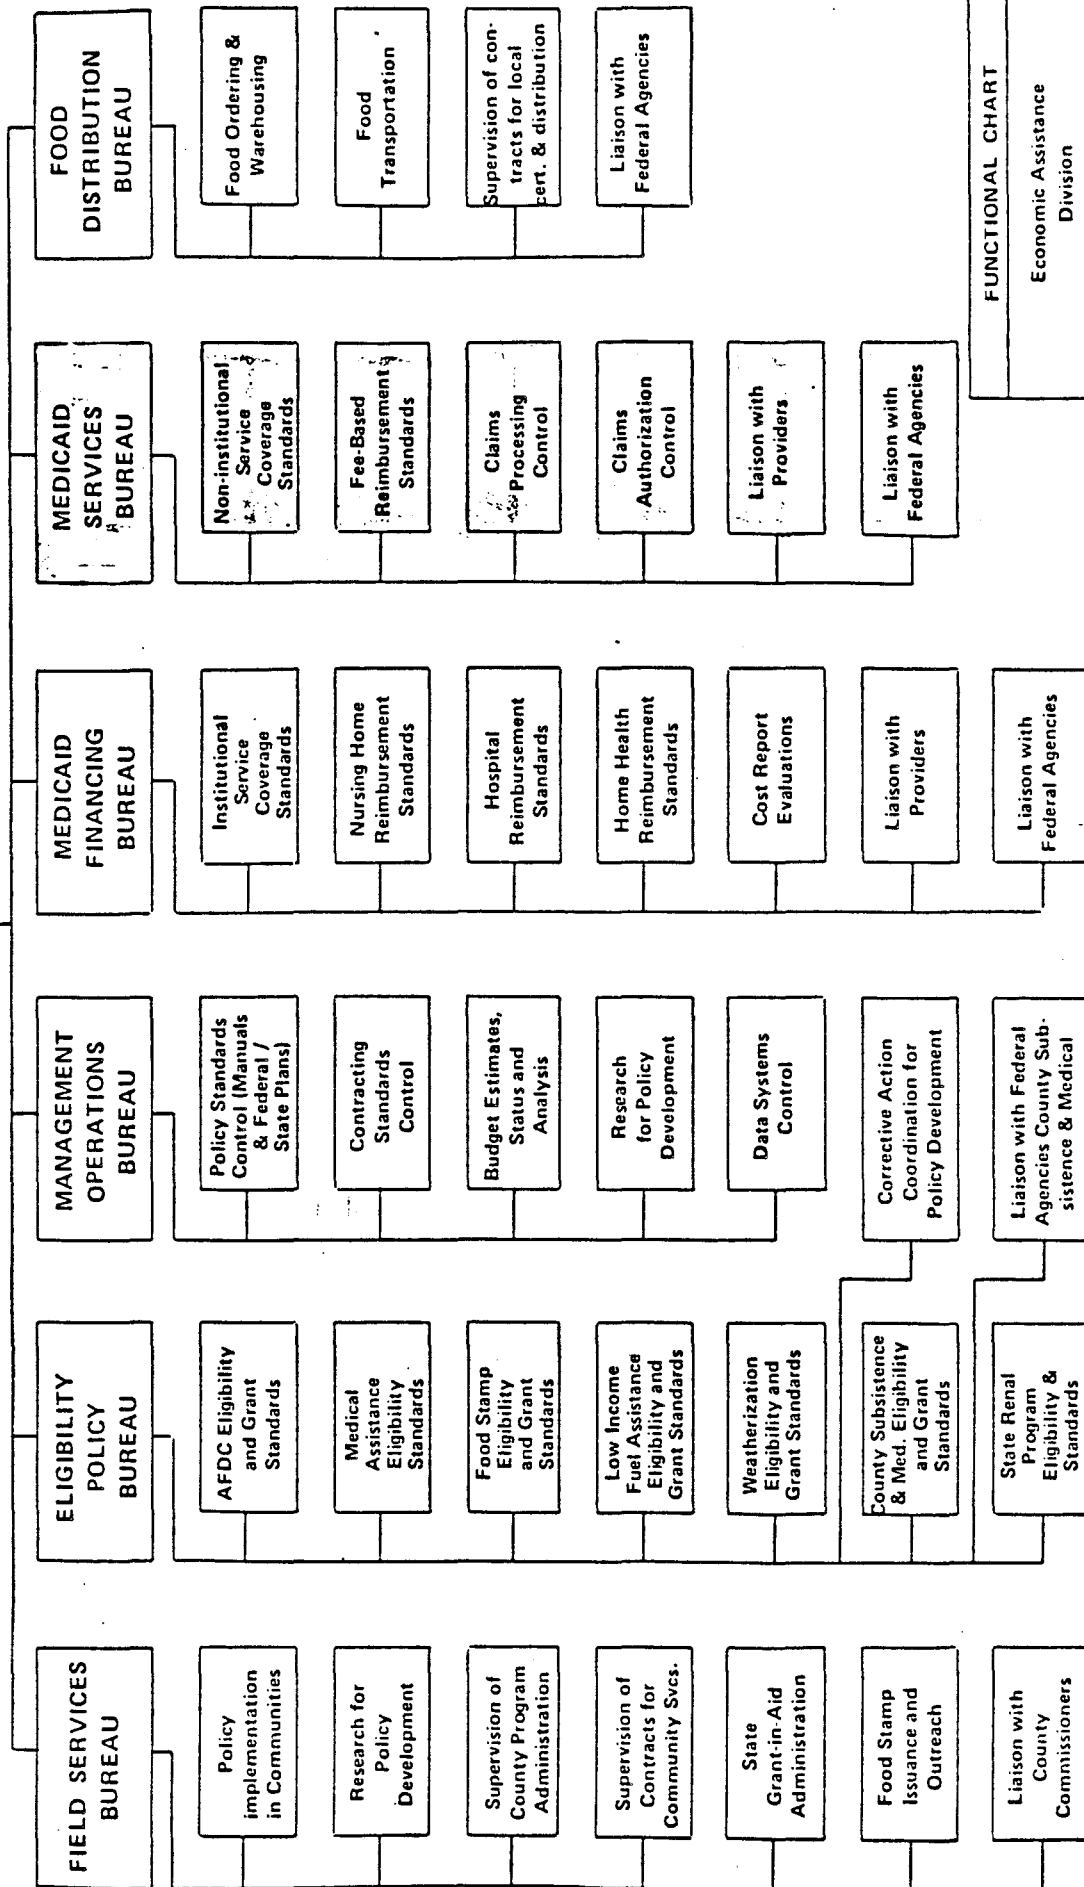 FIELD SERVICES
BUREAU
Policy
implementation
in Communities
Research for
Policy
Development
Supervision of
County Program
Administration
Supervision of
Contracts for
Community Svcs.
State
Grant-in-Aid
Administration
Food Stamp
Issuance and
Outreach
Liaison with
County
Commissioners
ELIGIBILITY
POLICY
BUREAU
AFDC Eligibility
and Grant
Standards
Medical
Assistance
Eligibility
Standards
Food Stamp
Eligibility
and Grant
Standards
Low Income
Fuel Assistance
Eligibility and
Grant Standards
Weatherization
Eligibility and
Grant Standards
County Subsistence
& Med. Eligibility
and Grant
Standards
State Renal
Program
Eligibility &
Standards
MANAGEMENT
OPERATIONS
BUREAU
Policy Standards
Control (Manuals
& Federal /
State Plans)
Contracting
Standards
Control
Budget Estimates,
Status and
Analysis
Research
for Policy
Development
Data Systems
Control
Corrective Action
Coordination for
Policy Development
Liaison with Federal
Agencies County Sub-
sistence & Medical
MEDICAID
FINANCING
BUREAU
Institutional
Service
Coverage
Standards
Nursing Home
Reimbursement
Standards
Hospital
Reimbursement
Standards
Home Health
Reimbursement
Standards
Cost Report
Evaluations
Liaison with
Providers
Liaison with
Federal Agencies
MEDICAID
SERVICES
BUREAU
Non-institutional
Service
Coverage
Standards
Fee-Based
Reimbursement
Standards
Claims
Processing
Control
Claims
Authorization
Control
Liaison with
Providers
Liaison with
Federal Agencies
FOOD
DISTRIBUTION
BUREAU
Food Ordering &
Warehousing
Food
Transportation
Supervision of con-
tracts for local
cert. & distribution
Liaison with
Federal Agencies
FUNCTIONAL CHART
Economic Assistance
Division